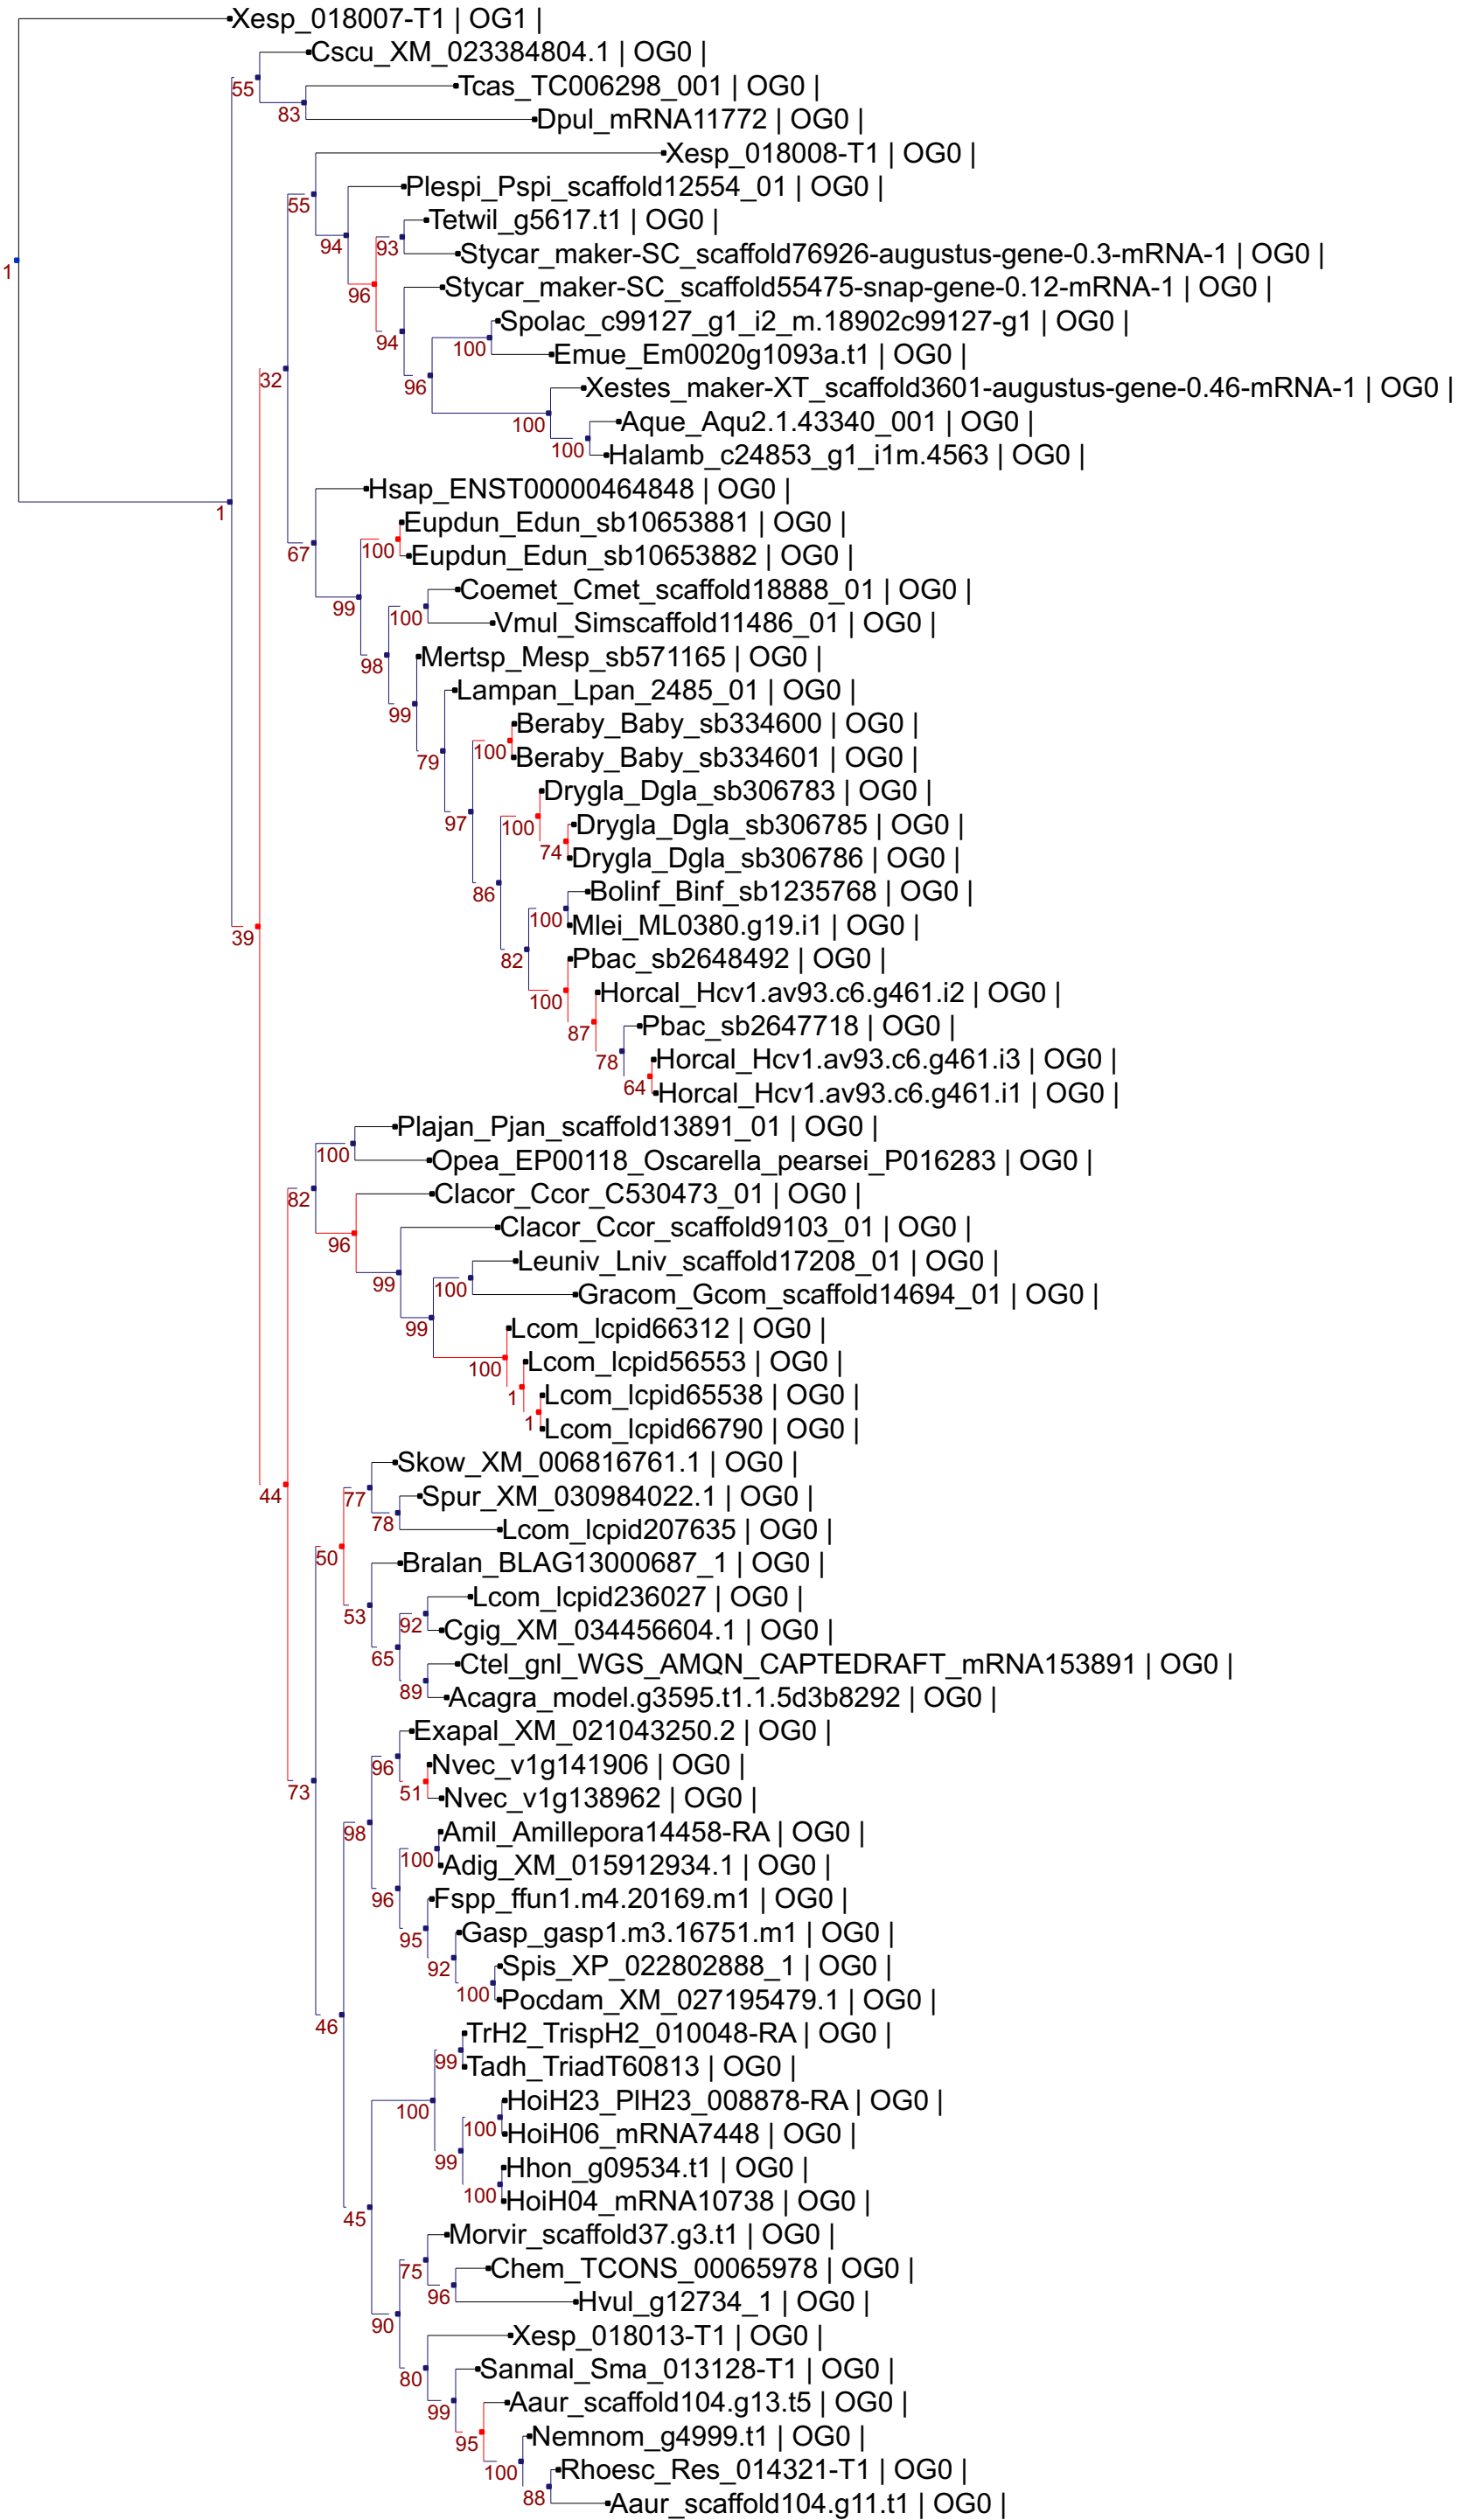 Xesp_018007-T1 | OG1 |
Cscu_XM_023384804.1 | OG0 |
55
Tcas_TC006298_001 | OG0 |
83
Dpul_mRNA11772 | OG0 |
Xesp_018008-T1 | OG0 |
Plespi_Pspi_scaffold12554_01 | OG0 |
55
Tetwil_g5617.t1 | OG0 |
94
93
Stycar_maker-SC_scaffold76926-augustus-gene-0.3-mRNA-1 | OG0 |
1
96
Stycar_maker-SC_scaffold55475-snap-gene-0.12-mRNA-1 | OG0 |
Spolac_c99127_g1_i2_m.18902c99127-g1 | OG0 |
94
100
Emue_Em0020g1093a.t1 | OG0 |
32
96
Xestes_maker-XT_scaffold3601-augustus-gene-0.46-mRNA-1 | OG0 |
100
Aque_Aqu2.1.43340_001 | OG0 |
100
Halamb_c24853_g1_i1m.4563 | OG0 |
Hsap_ENST00000464848 | OG0 |
1
Eupdun_Edun_sb10653881 | OG0 |
67
100
Eupdun_Edun_sb10653882 | OG0 |
Coemet_Cmet_scaffold18888_01 | OG0 |
99
100
Vmul_Simscaffold11486_01 | OG0 |
98
Mertsp_Mesp_sb571165 | OG0 |
Lampan_Lpan_2485_01 | OG0 |
99
Beraby_Baby_sb334600 | OG0 |
79
100
Beraby_Baby_sb334601 | OG0 |
Drygla_Dgla_sb306783 | OG0 |
97
100
Drygla_Dgla_sb306785 | OG0 |
74
Drygla_Dgla_sb306786 | OG0 |
86
Bolinf_Binf_sb1235768 | OG0 |
100
Mlei_ML0380.g19.i1 | OG0 |
39
82
Pbac_sb2648492 | OG0 |
100
Horcal_Hcv1.av93.c6.g461.i2 | OG0 |
87
Pbac_sb2647718 | OG0 |
78
Horcal_Hcv1.av93.c6.g461.i3 | OG0 |
64
Horcal_Hcv1.av93.c6.g461.i1 | OG0 |
Plajan_Pjan_scaffold13891_01 | OG0 |
100
Opea_EP00118_Oscarella_pearsei_P016283 | OG0 |
82
Clacor_Ccor_C530473_01 | OG0 |
Clacor_Ccor_scaffold9103_01 | OG0 |
96
Leuniv_Lniv_scaffold17208_01 | OG0 |
99
100
Gracom_Gcom_scaffold14694_01 | OG0 |
99
Lcom_lcpid66312 | OG0 |
100
Lcom_lcpid56553 | OG0 |
1
Lcom_lcpid65538 | OG0 |
1
Lcom_lcpid66790 | OG0 |
Skow_XM_006816761.1 | OG0 |
44
77
Spur_XM_030984022.1 | OG0 |
78
Lcom_lcpid207635 | OG0 |
50
Bralan_BLAG13000687_1 | OG0 |
Lcom_lcpid236027 | OG0 |
53
92
Cgig_XM_034456604.1 | OG0 |
65
Ctel_gnl_WGS_AMQN_CAPTEDRAFT_mRNA153891 | OG0 |
89
Acagra_model.g3595.t1.1.5d3b8292 | OG0 |
Exapal_XM_021043250.2 | OG0 |
96
Nvec_v1g141906 | OG0 |
73
51
Nvec_v1g138962 | OG0 |
98
Amil_Amillepora14458-RA | OG0 |
100
Adig_XM_015912934.1 | OG0 |
96
Fspp_ffun1.m4.20169.m1 | OG0 |
95
Gasp_gasp1.m3.16751.m1 | OG0 |
92
Spis_XP_022802888_1 | OG0 |
100
Pocdam_XM_027195479.1 | OG0 |
46
TrH2_TrispH2_010048-RA | OG0 |
99
Tadh_TriadT60813 | OG0 |
100
HoiH23_PlH23_008878-RA | OG0 |
100
HoiH06_mRNA7448 | OG0 |
99
Hhon_g09534.t1 | OG0 |
100
HoiH04_mRNA10738 | OG0 |
45
Morvir_scaffold37.g3.t1 | OG0 |
75
Chem_TCONS_00065978 | OG0 |
96
Hvul_g12734_1 | OG0 |
90
Xesp_018013-T1 | OG0 |
80
Sanmal_Sma_013128-T1 | OG0 |
99
Aaur_scaffold104.g13.t5 | OG0 |
95
Nemnom_g4999.t1 | OG0 |
100
Rhoesc_Res_014321-T1 | OG0 |
88
Aaur_scaffold104.g11.t1 | OG0 |